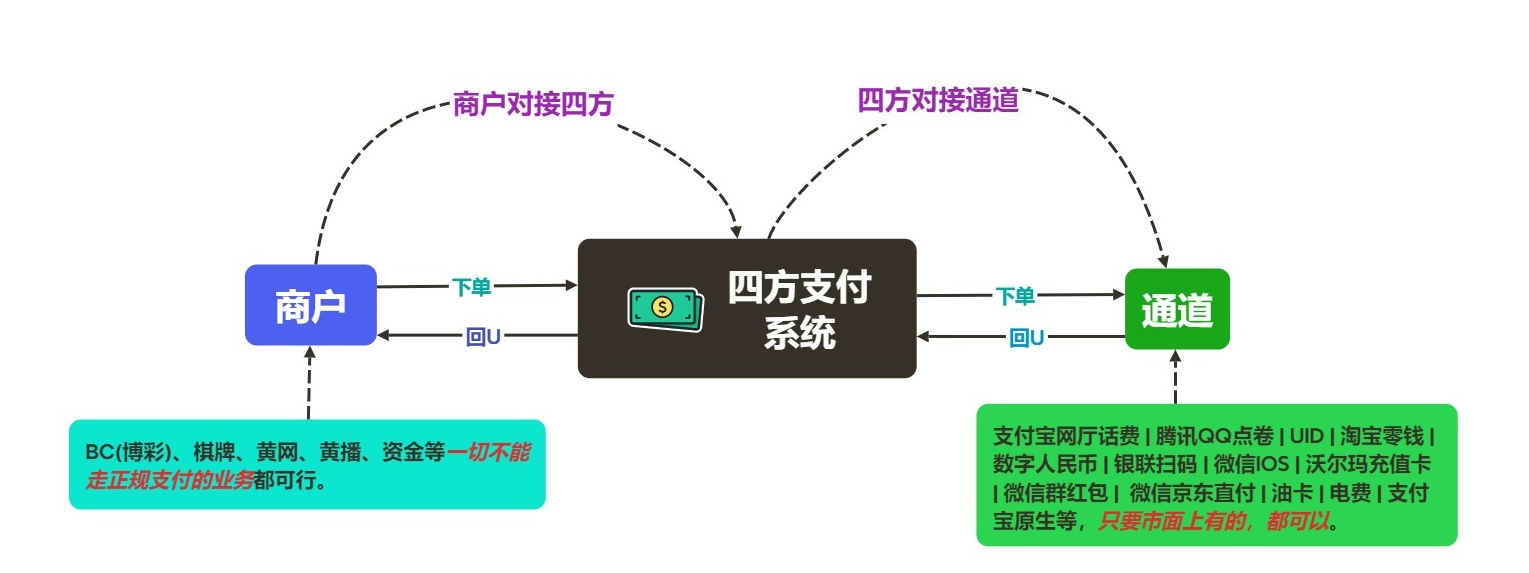 商户对接四方
四方对接通道
商户
下单
回U
四方支付
系统
下单
回U
通道
BC(博彩)、棋牌、黄网、黄播、资金等一切不能
走正规支付的业务都可行。
支付宝网厅话费 | 腾讯QQ点卷 | UID | 淘宝零钱 |
数字人民币 | 银联扫码 | 微信IOS | 沃尔玛充值卡
| 微信群红包 | 微信京东直付 | 油卡 | 电费 | 支付
宝原生等，只要市面上有的，都可以。